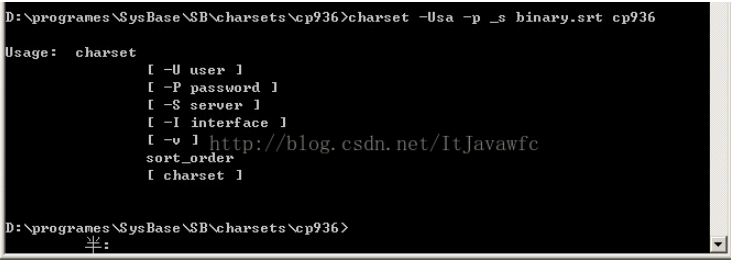 D:\programes\SysBase\SB\charsets\cp936>charset -Usa -p _s binary.srt cp936
Usage: charset
[ -U user ]
[ -P password ]
[ -S server ]
[ -I interface ]
[ -v ]
http://blog.csdn.net/ItJavawfc
sort_order
[ charset ]
D:\programes\SysBase\SB\charsets\cp936>
半: